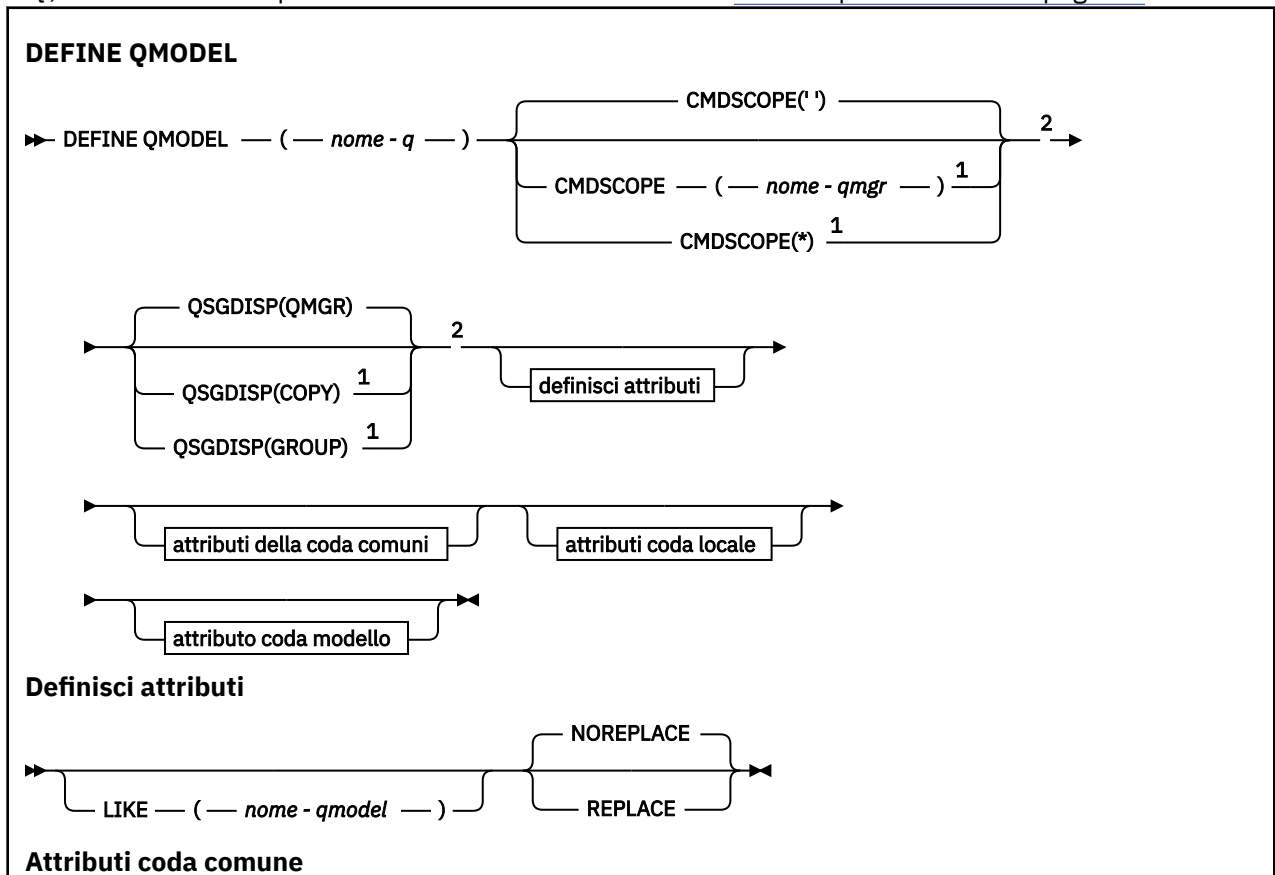 DEFINE QMODEL
CMDSCOPE(' ')
DEFINE QMODEL ( nome - q ) 2
CMDSCOPE ( nome - qmgr ) 1
CMDSCOPE(*) 1
QSGDISP(QMGR)
2
QSGDISP(COPY) 1
definisci attributi
QSGDISP(GROUP) 1
attributi della coda comuni attributi coda locale
attributo coda modello
Definisci attributi
NOREPLACE
LIKE ( nome - qmodel ) REPLACE
Attributi coda comune